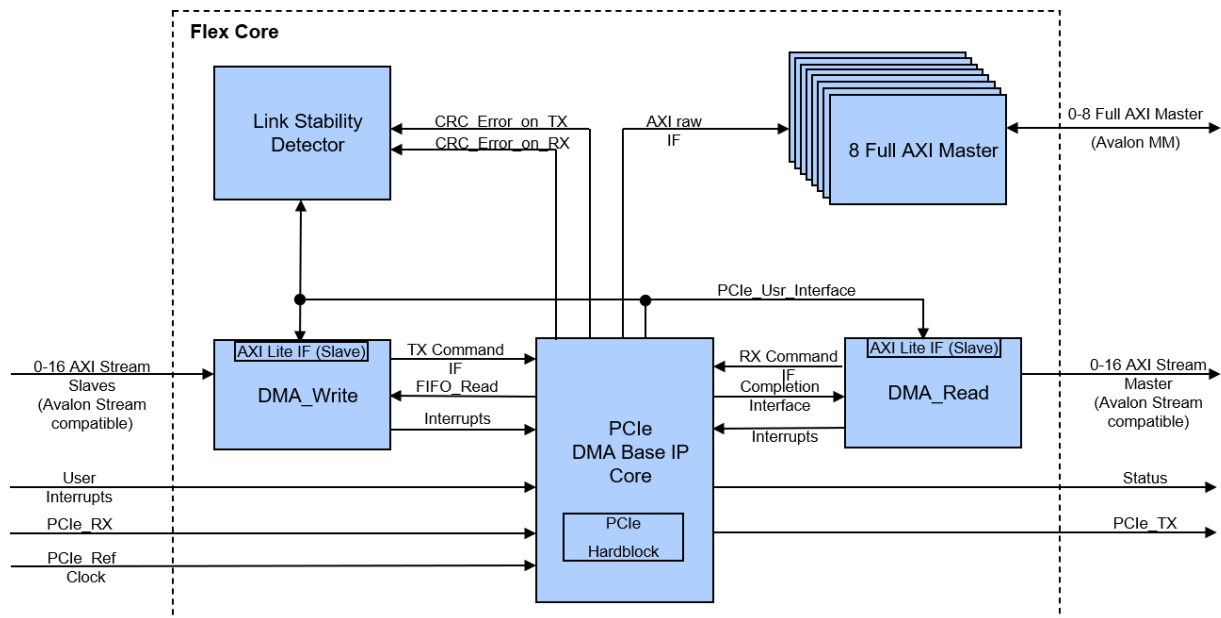 Flex Core
Link Stability
Detector
CRC_Error_on_TX
CRC_Error_on_RX
AXI raw
IF
8 Full AXI Master
0-8 Full AXI Master
(Avalon MM)
PCIe_Usr_Interface
0-16 AXI Stream
Slaves
(Avalon Stream
compatible)
AXI Lite IF (Slave)
DMA_Write
TX Command
IF
FIFO_Read
Interrupts
PCIe
DMA Base IP
Core
PCIe
Hardblock
RX Command
IF
Completion
Interface
Interrupts
AXI Lite IF (Slave)
DMA_Read
0-16 AXI Stream
Master
(Avalon Stream
compatible)
User
Interrupts
PCIe_RX
PCIe_Ref
Clock
Status
PCIe_TX